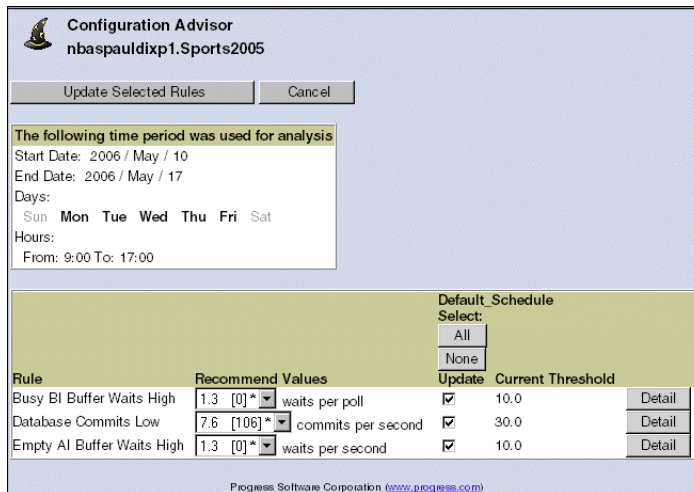 Configuration Advisor
nbaspauldixp1.Sports2005
Update Selected Rules Cancel
The following time period was used for analysis
Start Date: 2006 / May / 10
End Date: 2006 / May / 17
Days:
Sun Mon Tue Wed Thu Fri Sat
Hours:
From: 9:00 To: 17:00
Default_Schedule
Select:
All
None
Rule Recommend Values Update Current Threshold
Busy BI Buffer Waits High 1.3 [0]* waits per poll 10.0 Detail
Database Commits Low 7.6 [106]* commits per second 30.0 Detail
Empty AI Buffer Waits High 1.3 [0]* waits per second 10.0 Detail
Progress Software Corporation (www.progress.com)